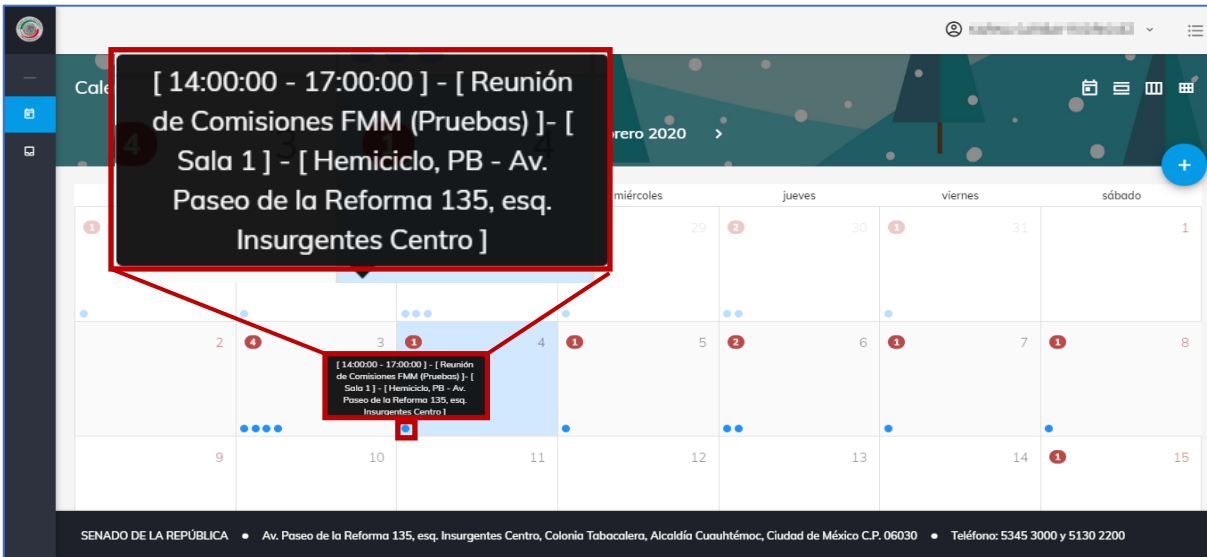 Cale
[ 14:00:00 - 17:00:00 ] - [ Reunión
de Comisiones FMM (Pruebas) ]- [
Sala 1 ] - [ Hemiciclo, PB - Av.
Paseo de la Reforma 135, esq.
Insurgentes Centro ]
brero 2020 >
miércoles jueves viernes sábado
1 29 2 30 1 31 1
2 4 3 1 4 1 5 2 6 1 7 1 8
[ 14:00:00 - 17:00:00 ] - [ Reunión
de Comisiones FMM (Pruebas) ]- [
Sala 1 ] - [ Hemiciclo, PB - Av.
Paseo de la Reforma 135, esq.
Insurgentes Centro ]
9 10 11 12 13 14 1 15
SENADO DE LA REPÚBLICA ● Av. Paseo de la Reforma 135, esq. Insurgentes Centro, Colonia Tabacalera, Alcaldía Cuauhtémoc, Ciudad de México C.P. 06030 ● Teléfono: 5345 3000 y 5130 2200